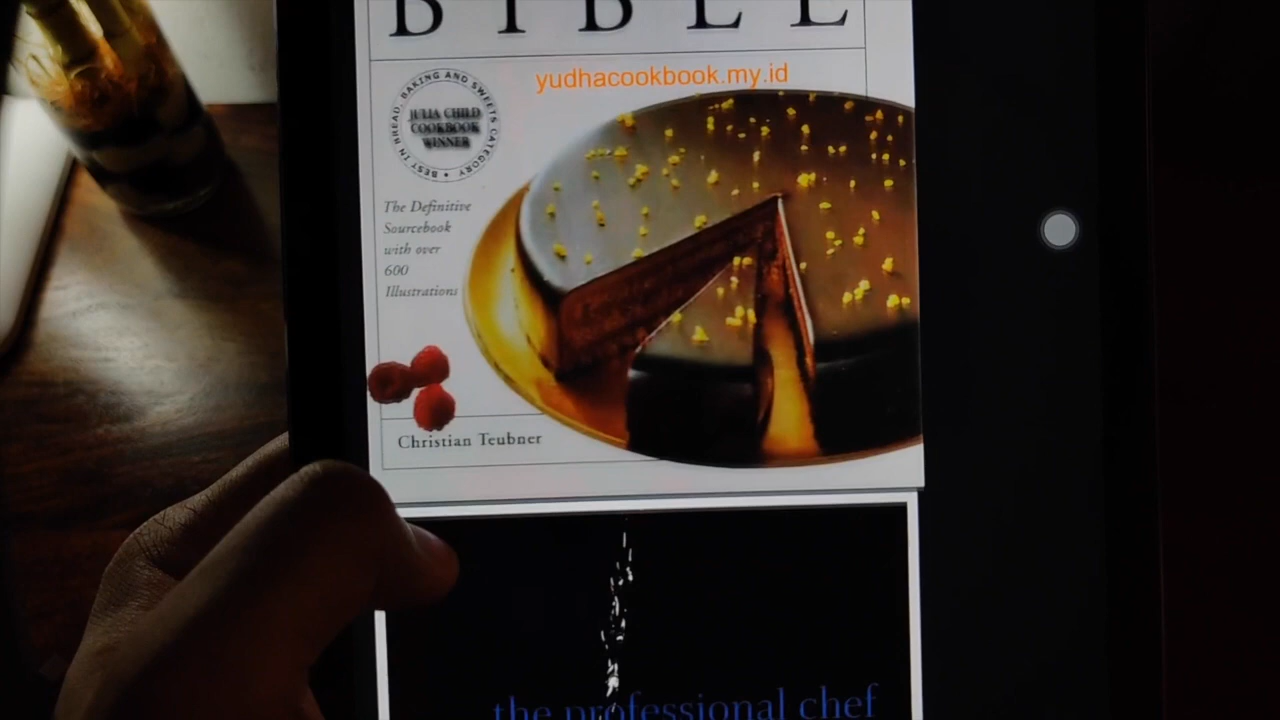 BIBLE
yudhacookbook.my.id
BEST IN BREAD, BAKING AND SWEETS CATEGORY •
JULIA CHILD
COOKBOOK
WINNER
The Definitive
Sourcebook
with over
600
Illustrations
Christian Teubner
the professional chef